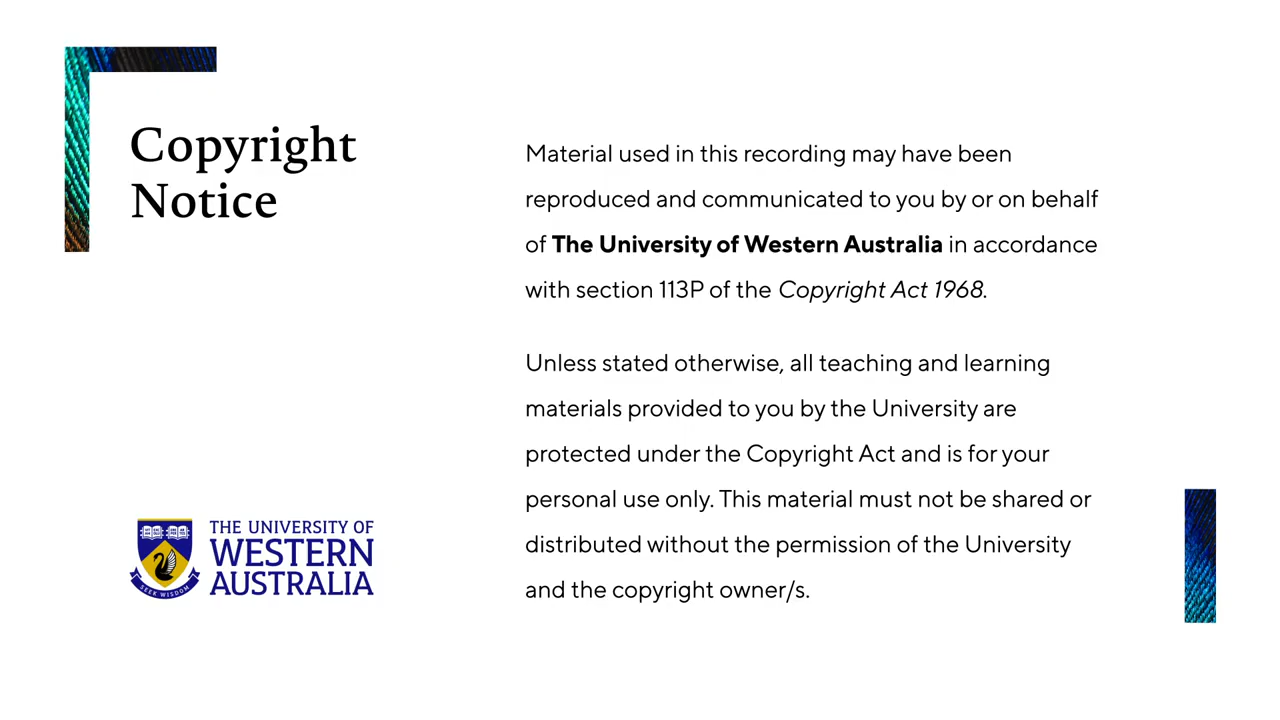 Copyright
Notice
Material used in this recording may have been
reproduced and communicated to you by or on behalf
of The University of Western Australia in accordance
with section 113P of the Copyright Act 1968.
Unless stated otherwise, all teaching and learning
materials provided to you by the University are
protected under the Copyright Act and is for your
personal use only. This material must not be shared or
distributed without the permission of the University
and the copyright owner/s.
SEEK WISDOM
THE UNIVERSITY OF
WESTERN
AUSTRALIA